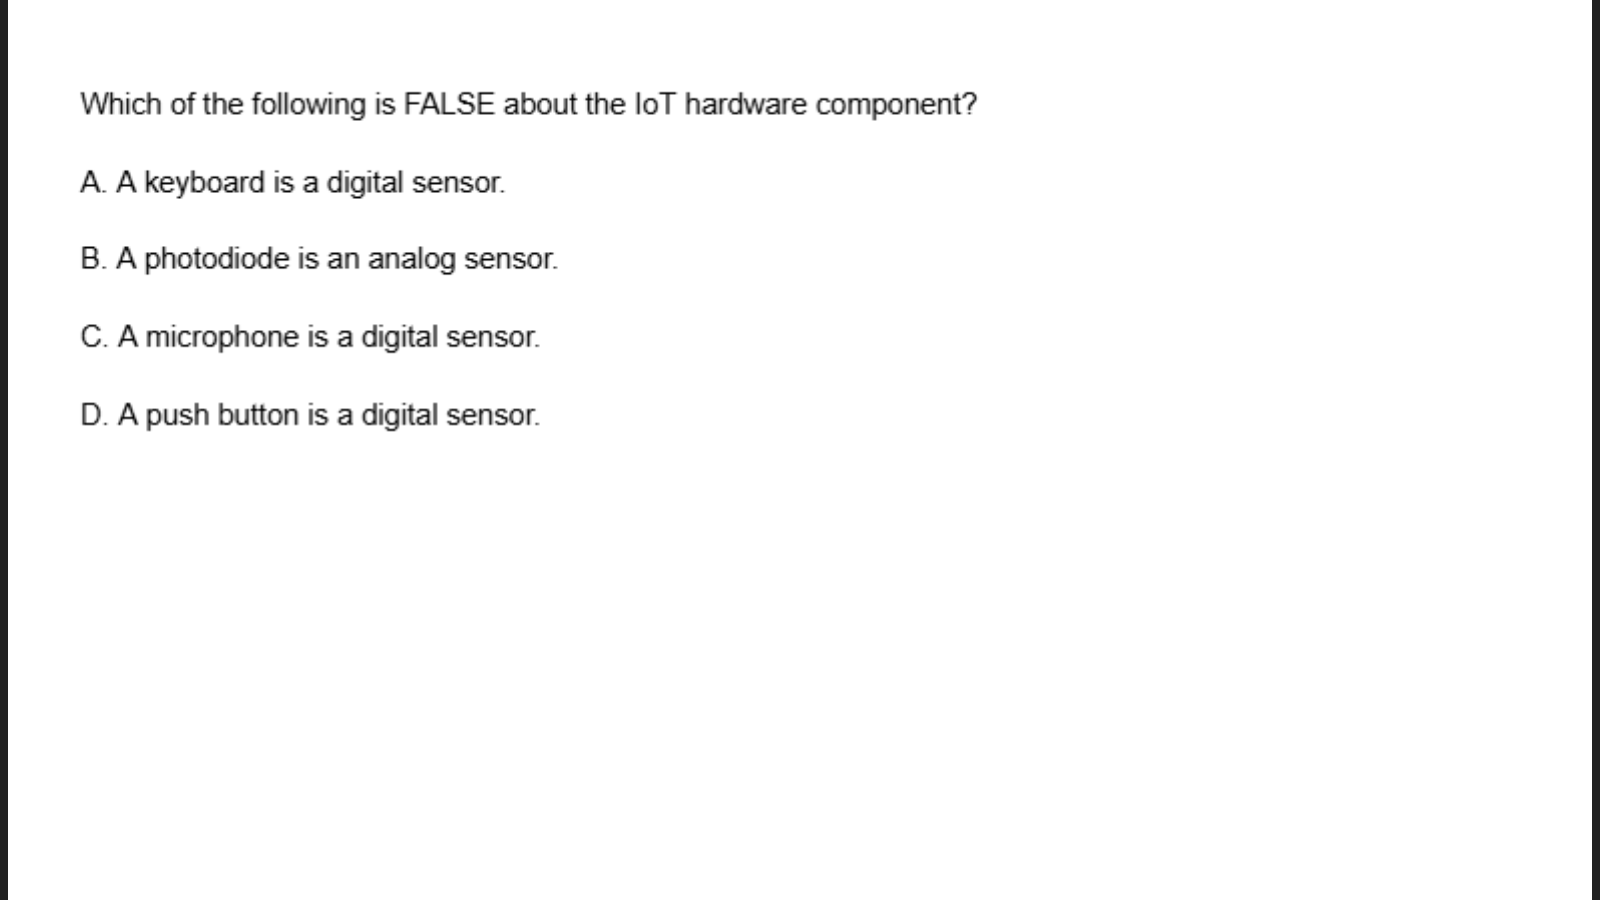 Which of the following is FALSE about the IoT hardware component?
A. A keyboard is a digital sensor.
B. A photodiode is an analog sensor.
C. A microphone is a digital sensor.
D. A push button is a digital sensor.